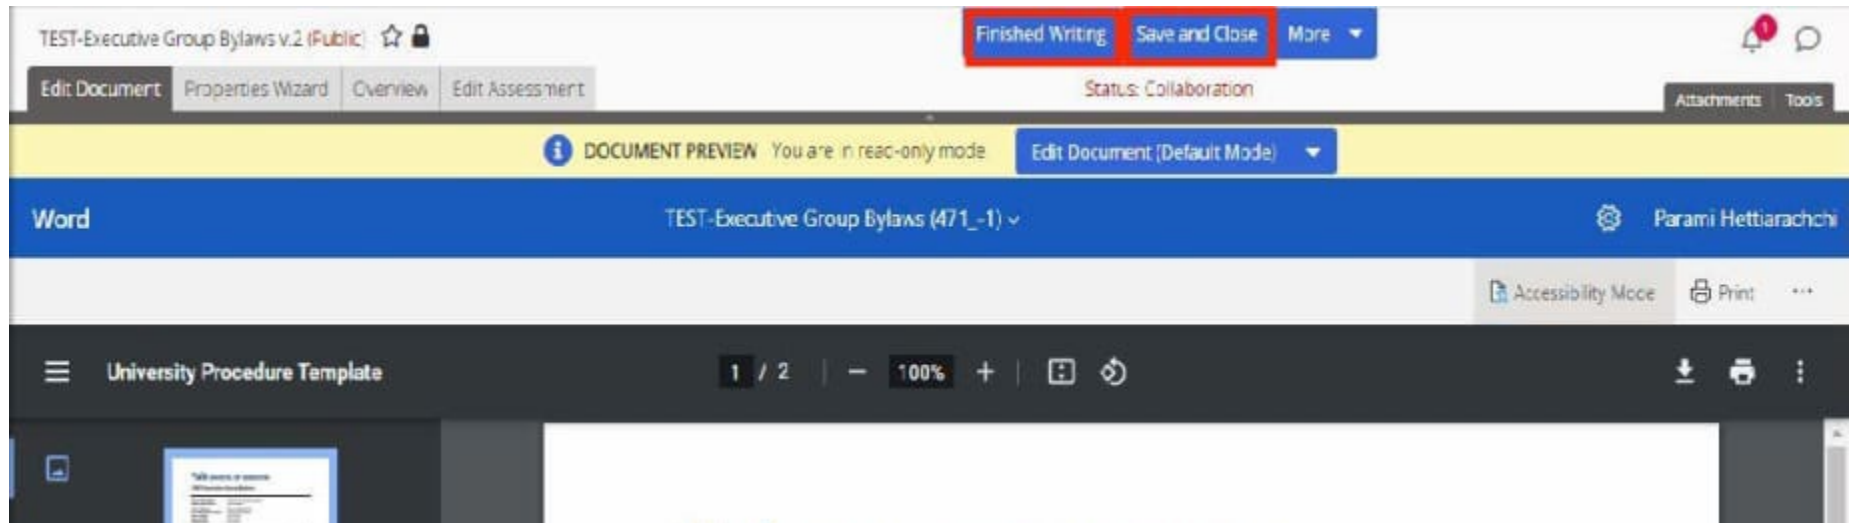 TEST-Executive Group Bylaws v.2 (Public)
Finished Writing Save and Close More
1
Edit Document Properties Wizard Overview Edit Assessment
Status: Collaboration
Attachments Tools
DOCUMENT PREVIEW You are in read-only mode Edit Document (Default Mode)
Word TEST-Executive Group Bylaws (471_-1) Parami Hettiarachchi
Accessibility Mode Print ...
University Procedure Template 1 / 2 100%